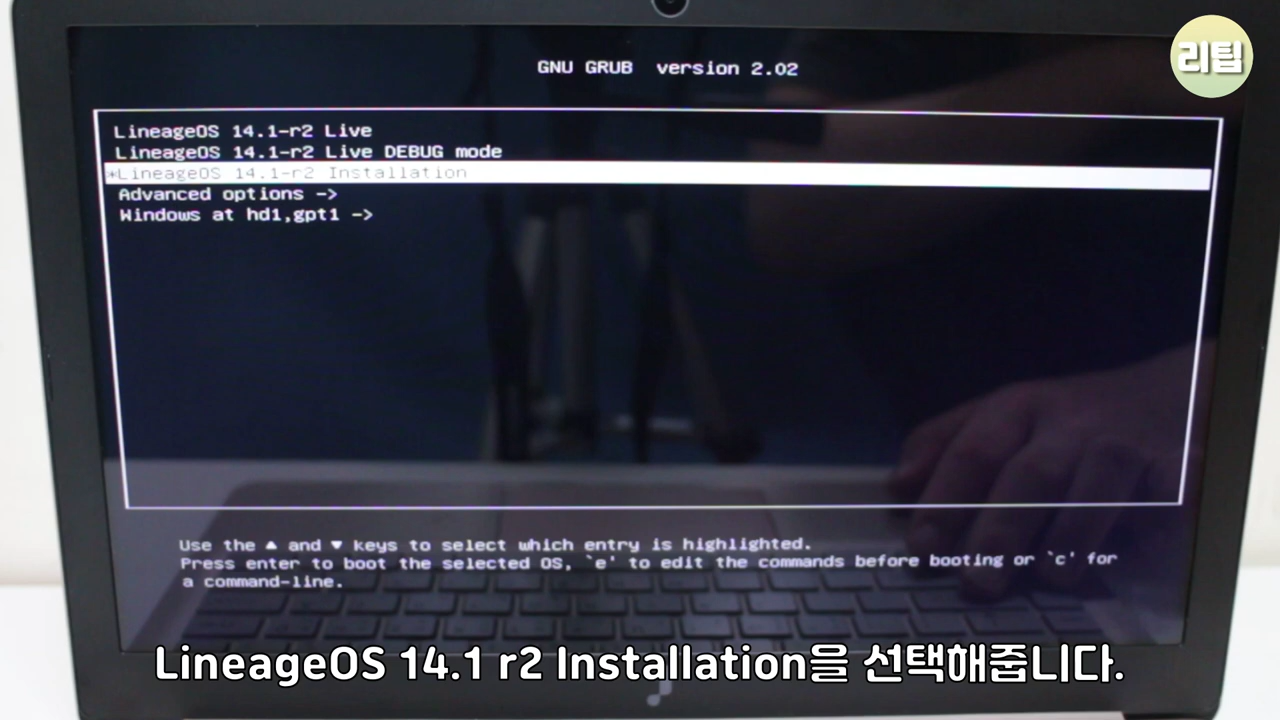 리팁
GNU GRUB version 2.02
LineageOS 14.1-r2 Live
LineageOS 14.1-r2 Live DEBUG mode
*LineageOS 14.1-r2 Installation
Advanced options ->
Windows at hd1,gpt1 ->
Use the ▲ and ▼ keys to select which entry is highlighted.
Press enter to boot the selected OS, `e' to edit the commands before booting or `c' for
a command-line.
LineageOS 14.1 r2 Installation을 선택해줍니다.